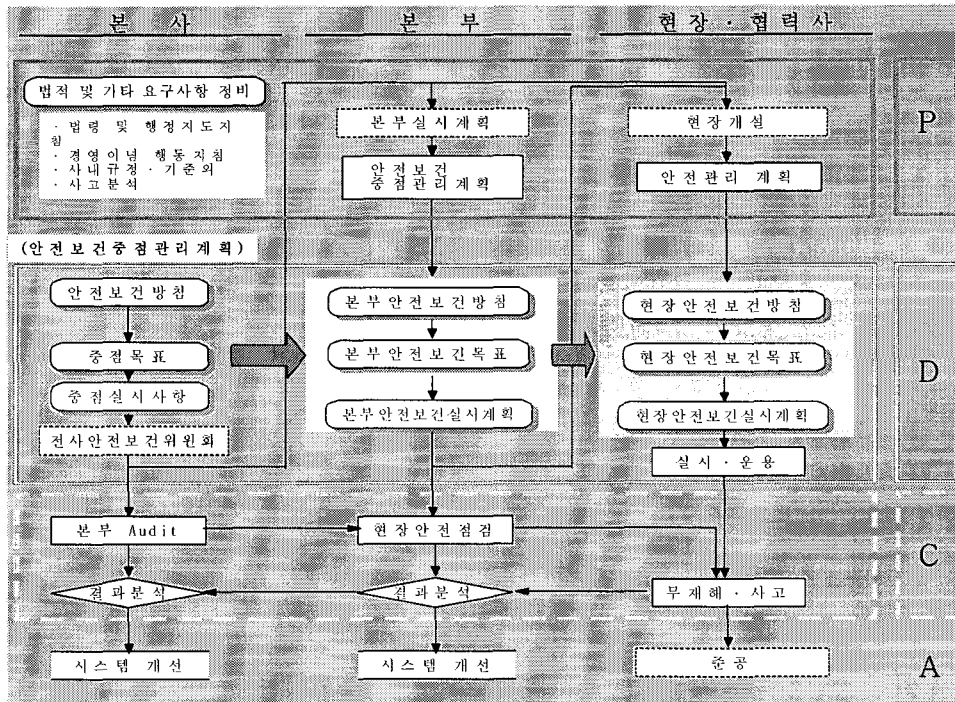 본 사
본 부
현장 · 협력사
법적 및 기타 요구사항 정비
· 법령 및 행정지도지
침
· 경영이념 행동지침
· 사내규정 · 기준외
· 사고분석
본부실시계획
안전보건
중점관리계획
현장개설
안전관리 계획
P
(안전보건중점관리계획)
안전보건방침
중점목표
중점실시사항
전사안전보건위원회
본부안전보건방침
본부안전보건목표
본부안전보건실시계획
현장안전보건방침
현장안전보건목표
현장안전보건실시계획
실시 · 운용
D
본부 Audit
현장안전점검
결과분석
결과분석
무재해 · 사고
C
시스템 개선
시스템 개선
준공
A